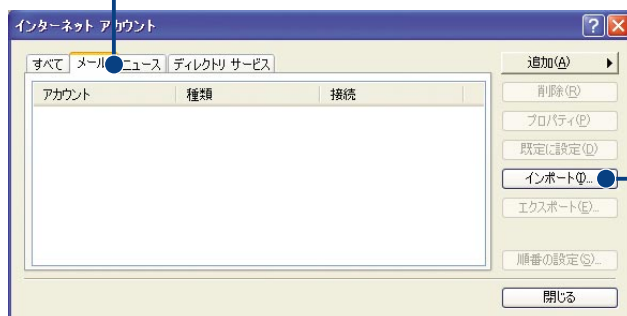 インターネット アカウント
すべて メール ニュース ディレクトリ サービス
アカウント 種類 接続
追加(A)
削除(R)
プロパティ(P)
既定に設定(D)
インポート(I)...
エクスポート(E)...
順番の設定(S)...
閉じる